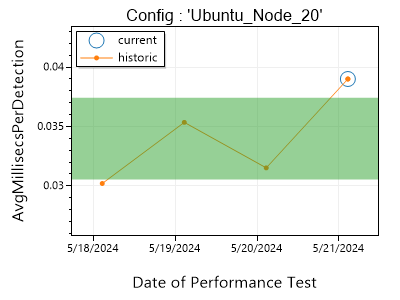 Config : 'Ubuntu_Node_20'
current
historic
AvgMillisecsPerDetection
0.04
0.035
0.03
5/18/2024
5/19/2024
5/20/2024
5/21/2024
Date of Performance Test